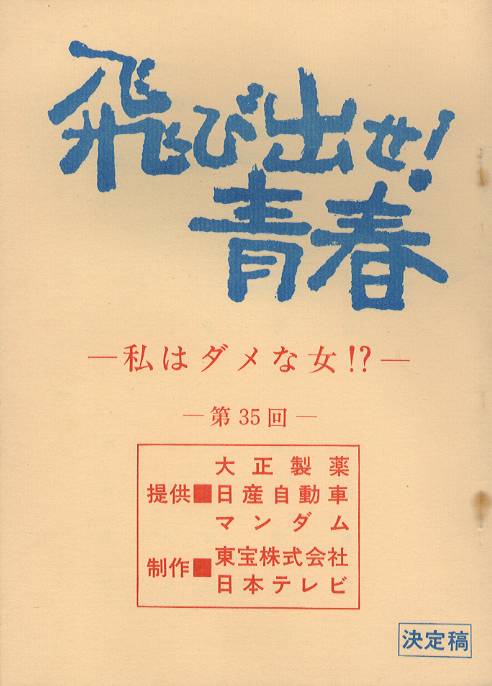 飛び出せ!
青春
—私はダメな女!?—
—第35回—
提供■大正製薬
日産自動車
マンダム
制作■東宝株式会社
日本テレビ
決定稿